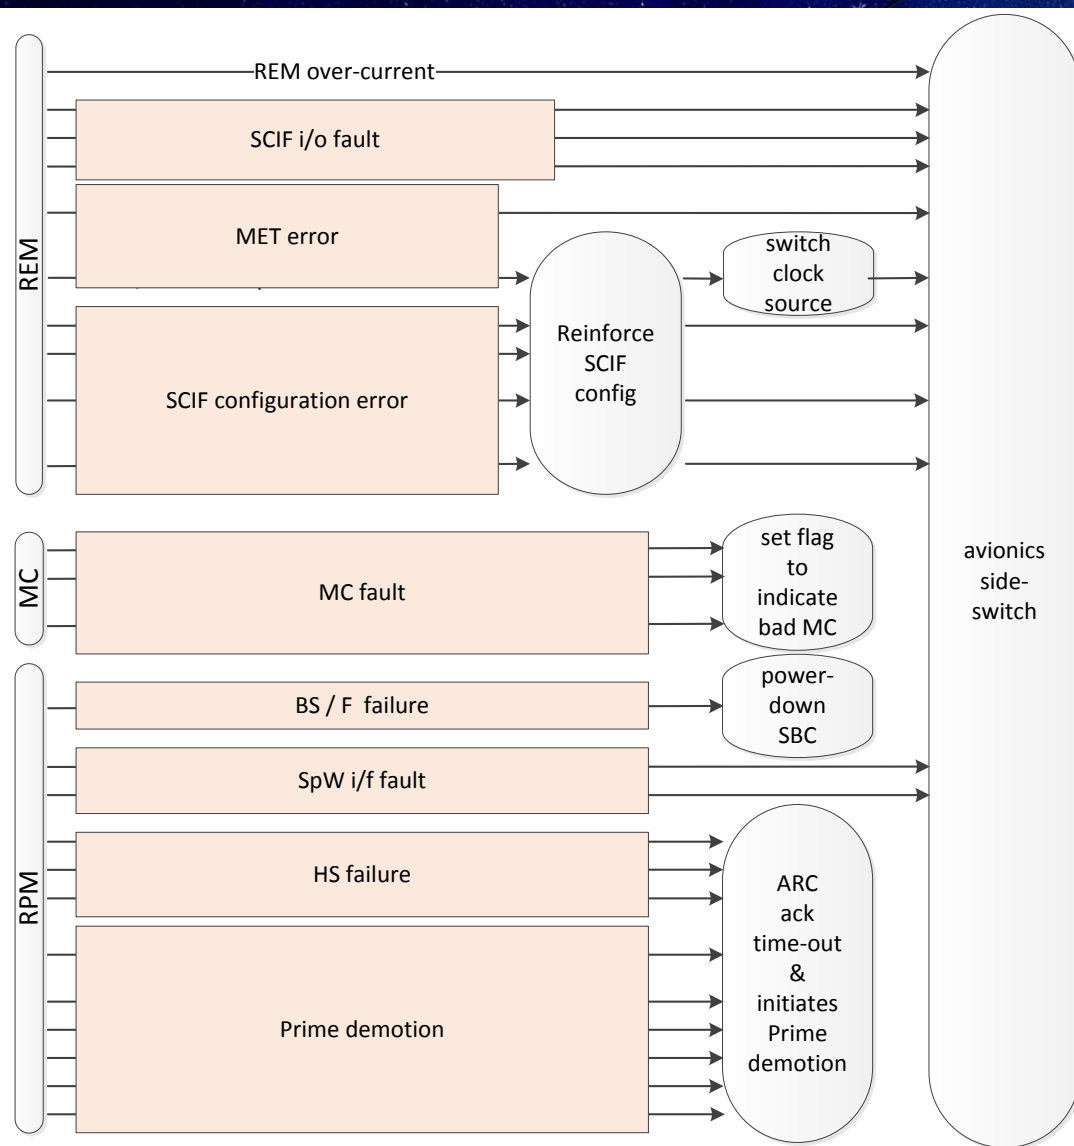 REM
REM over-current
SCIF i/o fault
MET error
switch
clock
source
Reinforce
SCIF
config
SCIF configuration error
MC
MC fault
set flag
to
indicate
bad MC
avionics
side-
switch
RPM
BS / F failure
power-
down
SBC
SpW i/f fault
HS failure
Prime demotion
ARC
ack
time-out
&
initiates
Prime
demotion